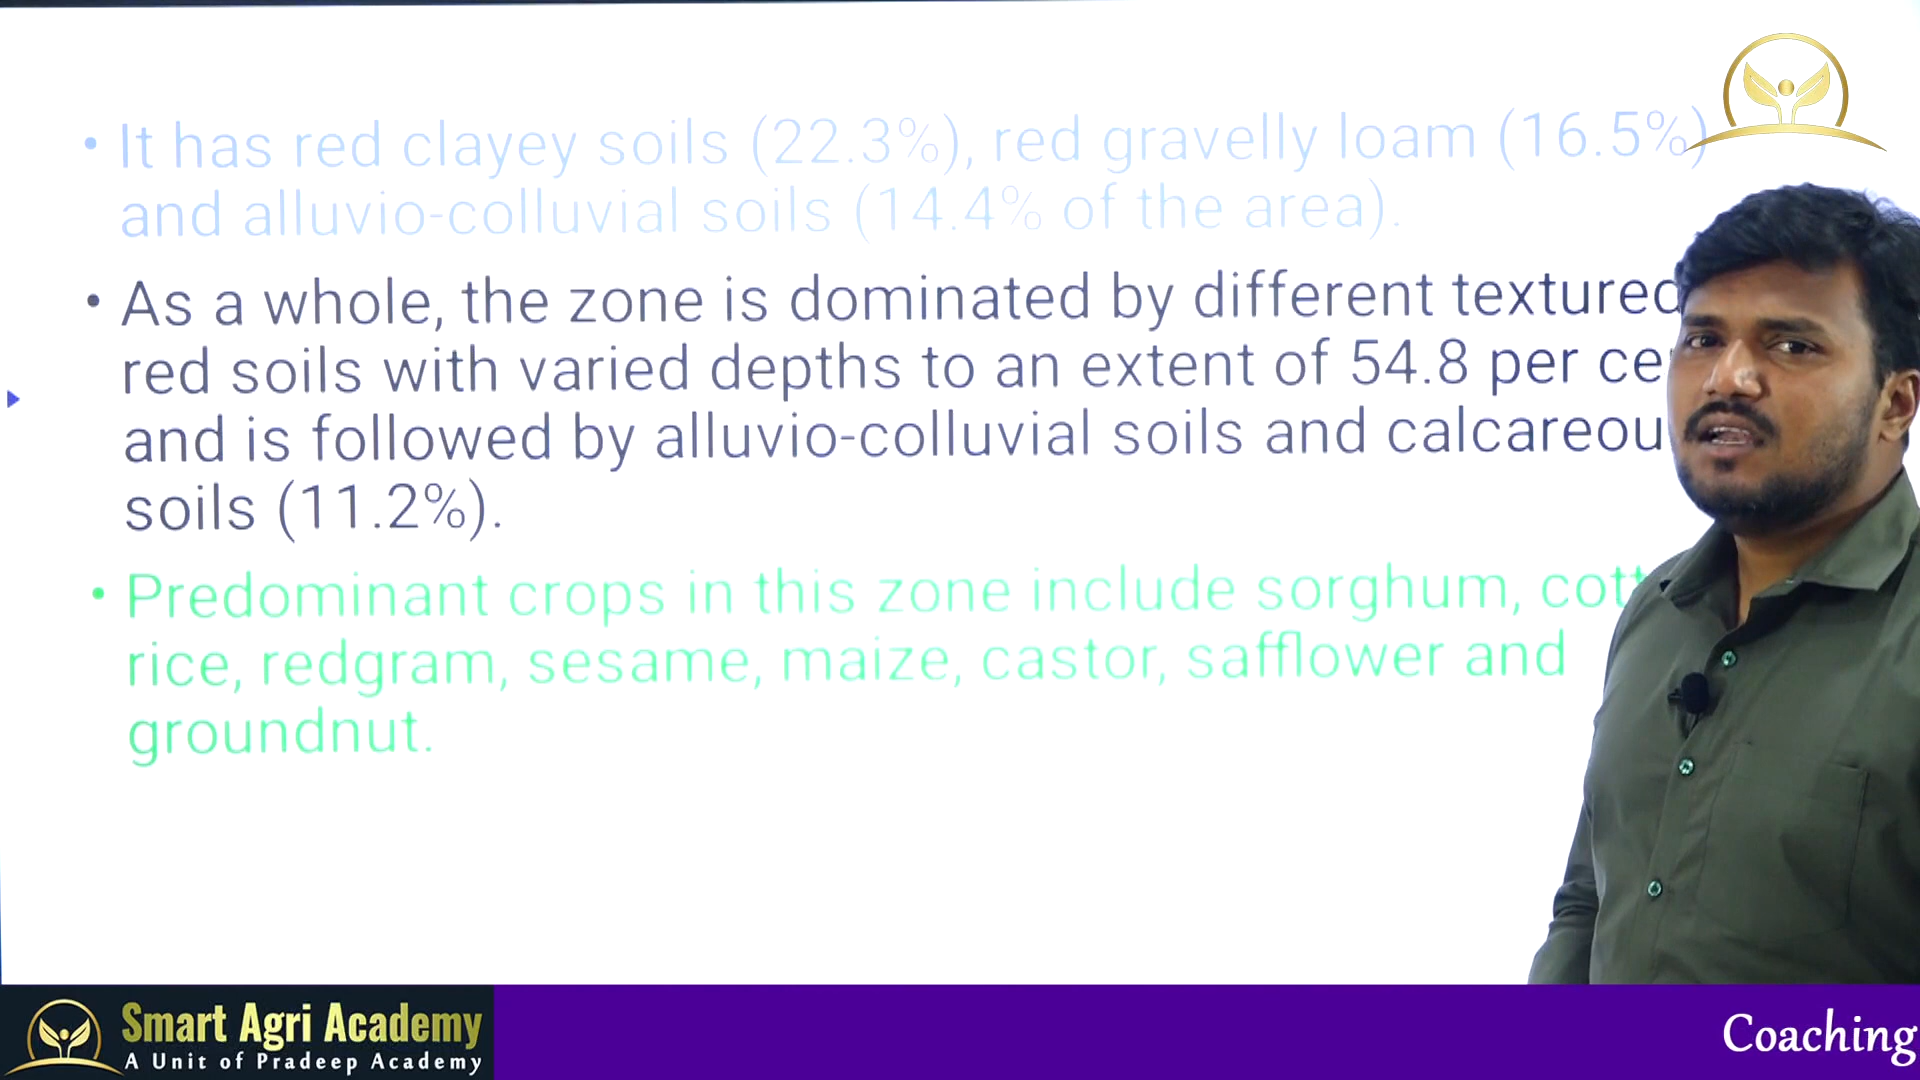 • It has red clayey soils (22.3%), red gravelly loam (16.5%)
and alluvio-colluvial soils (14.4% of the area).
• As a whole, the zone is dominated by different textured
red soils with varied depths to an extent of 54.8 per
and is followed by alluvio-colluvial soils and
soils (11.2%).
• Predominant crops in this zone include sorghum,
rice, redgram, sesame, maize, castor, safflower and
groundnut.
Smart Agri Academy
A Unit of Pradeep Academy
Coaching